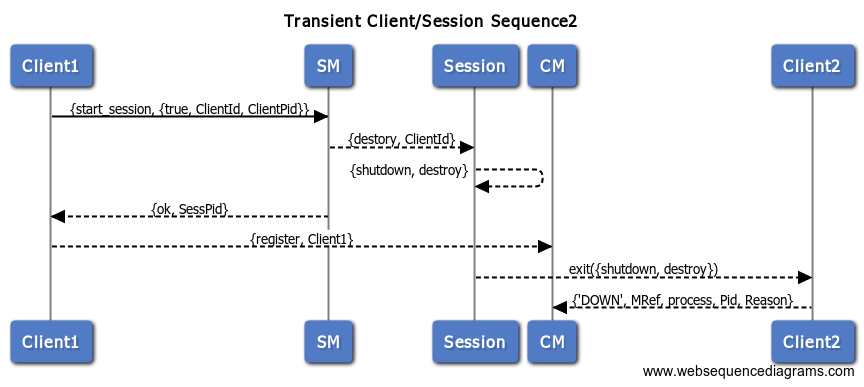 Transient Client/Session Sequence2
Client1 SM Session CM Client2
{start_session, {true, ClientId, ClientPid}}
{destory, ClientId}
{shutdown, destroy}
{ok, SessPid}
{register, Client1}
exit({shutdown, destroy})
{'DOWN', MRef, process, Pid, Reason}
Client1 SM Session CM Client2
www.websequencediagrams.com